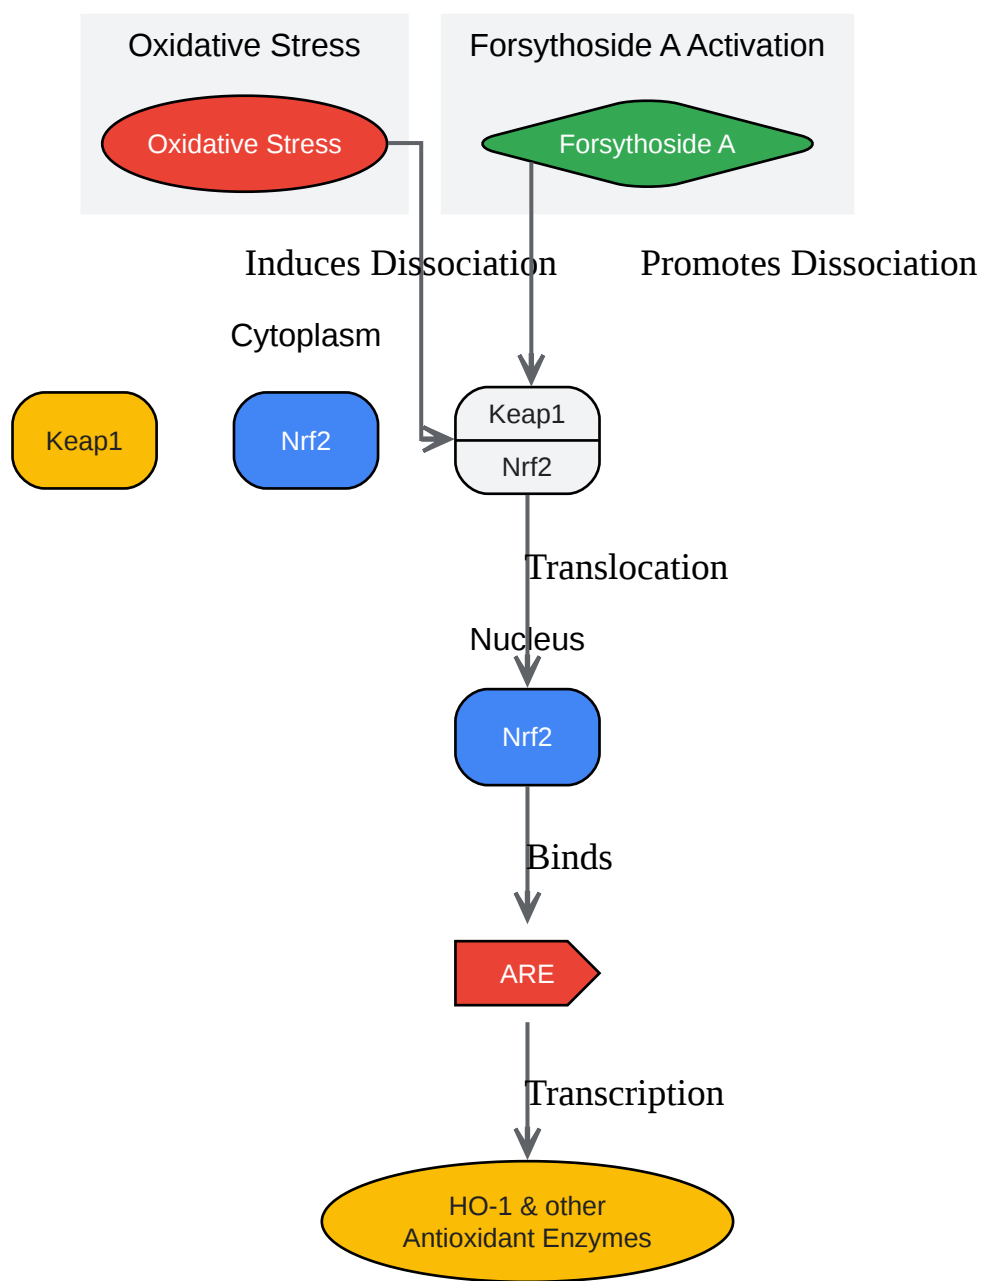 Oxidative Stress
Forsythoside A Activation
Oxidative Stress
Forsythoside A
Induces Dissociation
Promotes Dissociation
Cytoplasm
Keap1
Nrf2
Keap1
Nrf2
Translocation
Nucleus
Nrf2
Binds
ARE
Transcription
HO-1 & other
Antioxidant Enzymes